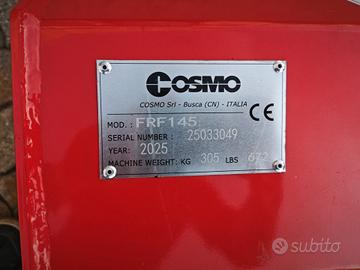 COSMO
COSMO Srl - Busca (CN) - ITALIA
CE
MOD.: FRF145
SERIAL NUMBER: 25033049
YEAR: 2025
MACHINE WEIGHT: KG 305 LBS 672
subito